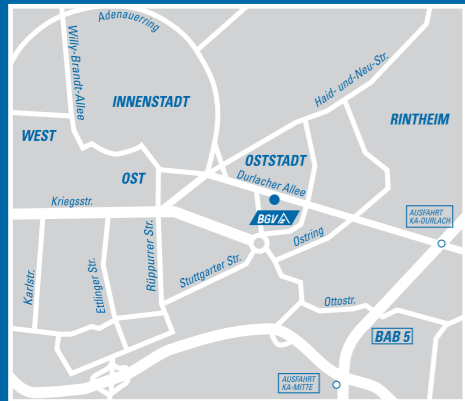 Adenauerring
Willy-Brandt-Allee
INNENSTADT
Haid- und-Neu-Str.
RINTHEIM
WEST
OSTSTADT
OST
Durlacher Allee
Kriegsstr.
BGV
AUSFAHRT
KA-DURLACH
Rüppurrer Str.
Ostring
Karlstr.
Ettlinger Str.
Stuttgarter Str.
Ottostr.
BAB 5
AUSFAHRT
KA-MITTE